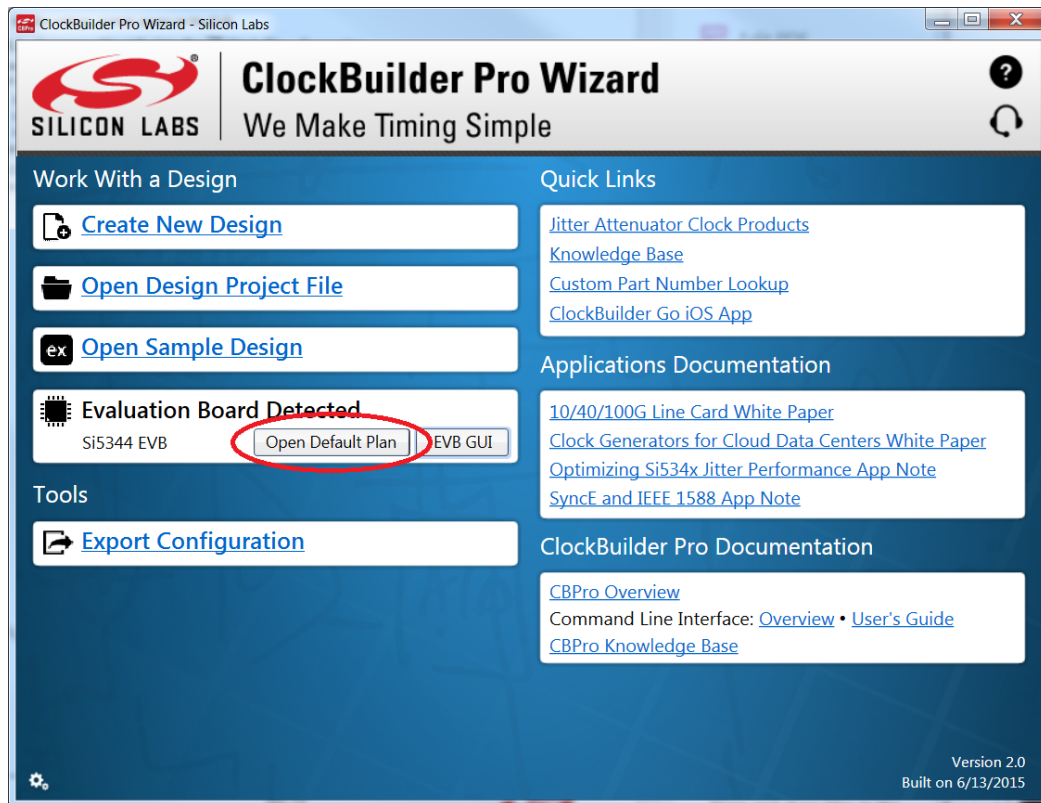 ClockBuilder Pro Wizard - Silicon Labs
SILICON LABS
ClockBuilder Pro Wizard
We Make Timing Simple
?
Work With a Design
Create New Design
Open Design Project File
ex Open Sample Design
Evaluation Board Detected
Si5344 EVB Open Default Plan EVB GUI
Tools
Export Configuration
Quick Links
Jitter Attenuator Clock Products
Knowledge Base
Custom Part Number Lookup
ClockBuilder Go iOS App
Applications Documentation
10/40/100G Line Card White Paper
Clock Generators for Cloud Data Centers White Paper
Optimizing Si534x Jitter Performance App Note
SyncE and IEEE 1588 App Note
ClockBuilder Pro Documentation
CBPro Overview
Command Line Interface: Overview • User's Guide
CBPro Knowledge Base
Version 2.0
Built on 6/13/2015